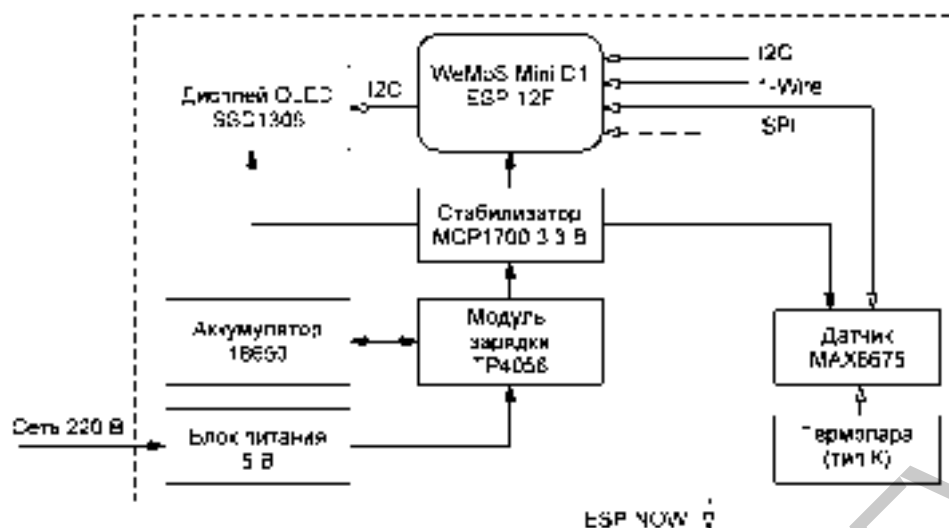 I2C
WeMoS Mini D1
ESP 12F
I2C
Дисплей OLED
SSD1306
1-Wire
SPI
Стабилизатор
MCP1700 3 3 В
Аккумулятор
18650
Модуль
зарядки
TP4056
Датчик
MAX6675
Сеть 220 В
Блок питания
5 В
Термопара
(тип K)
ESP NOW